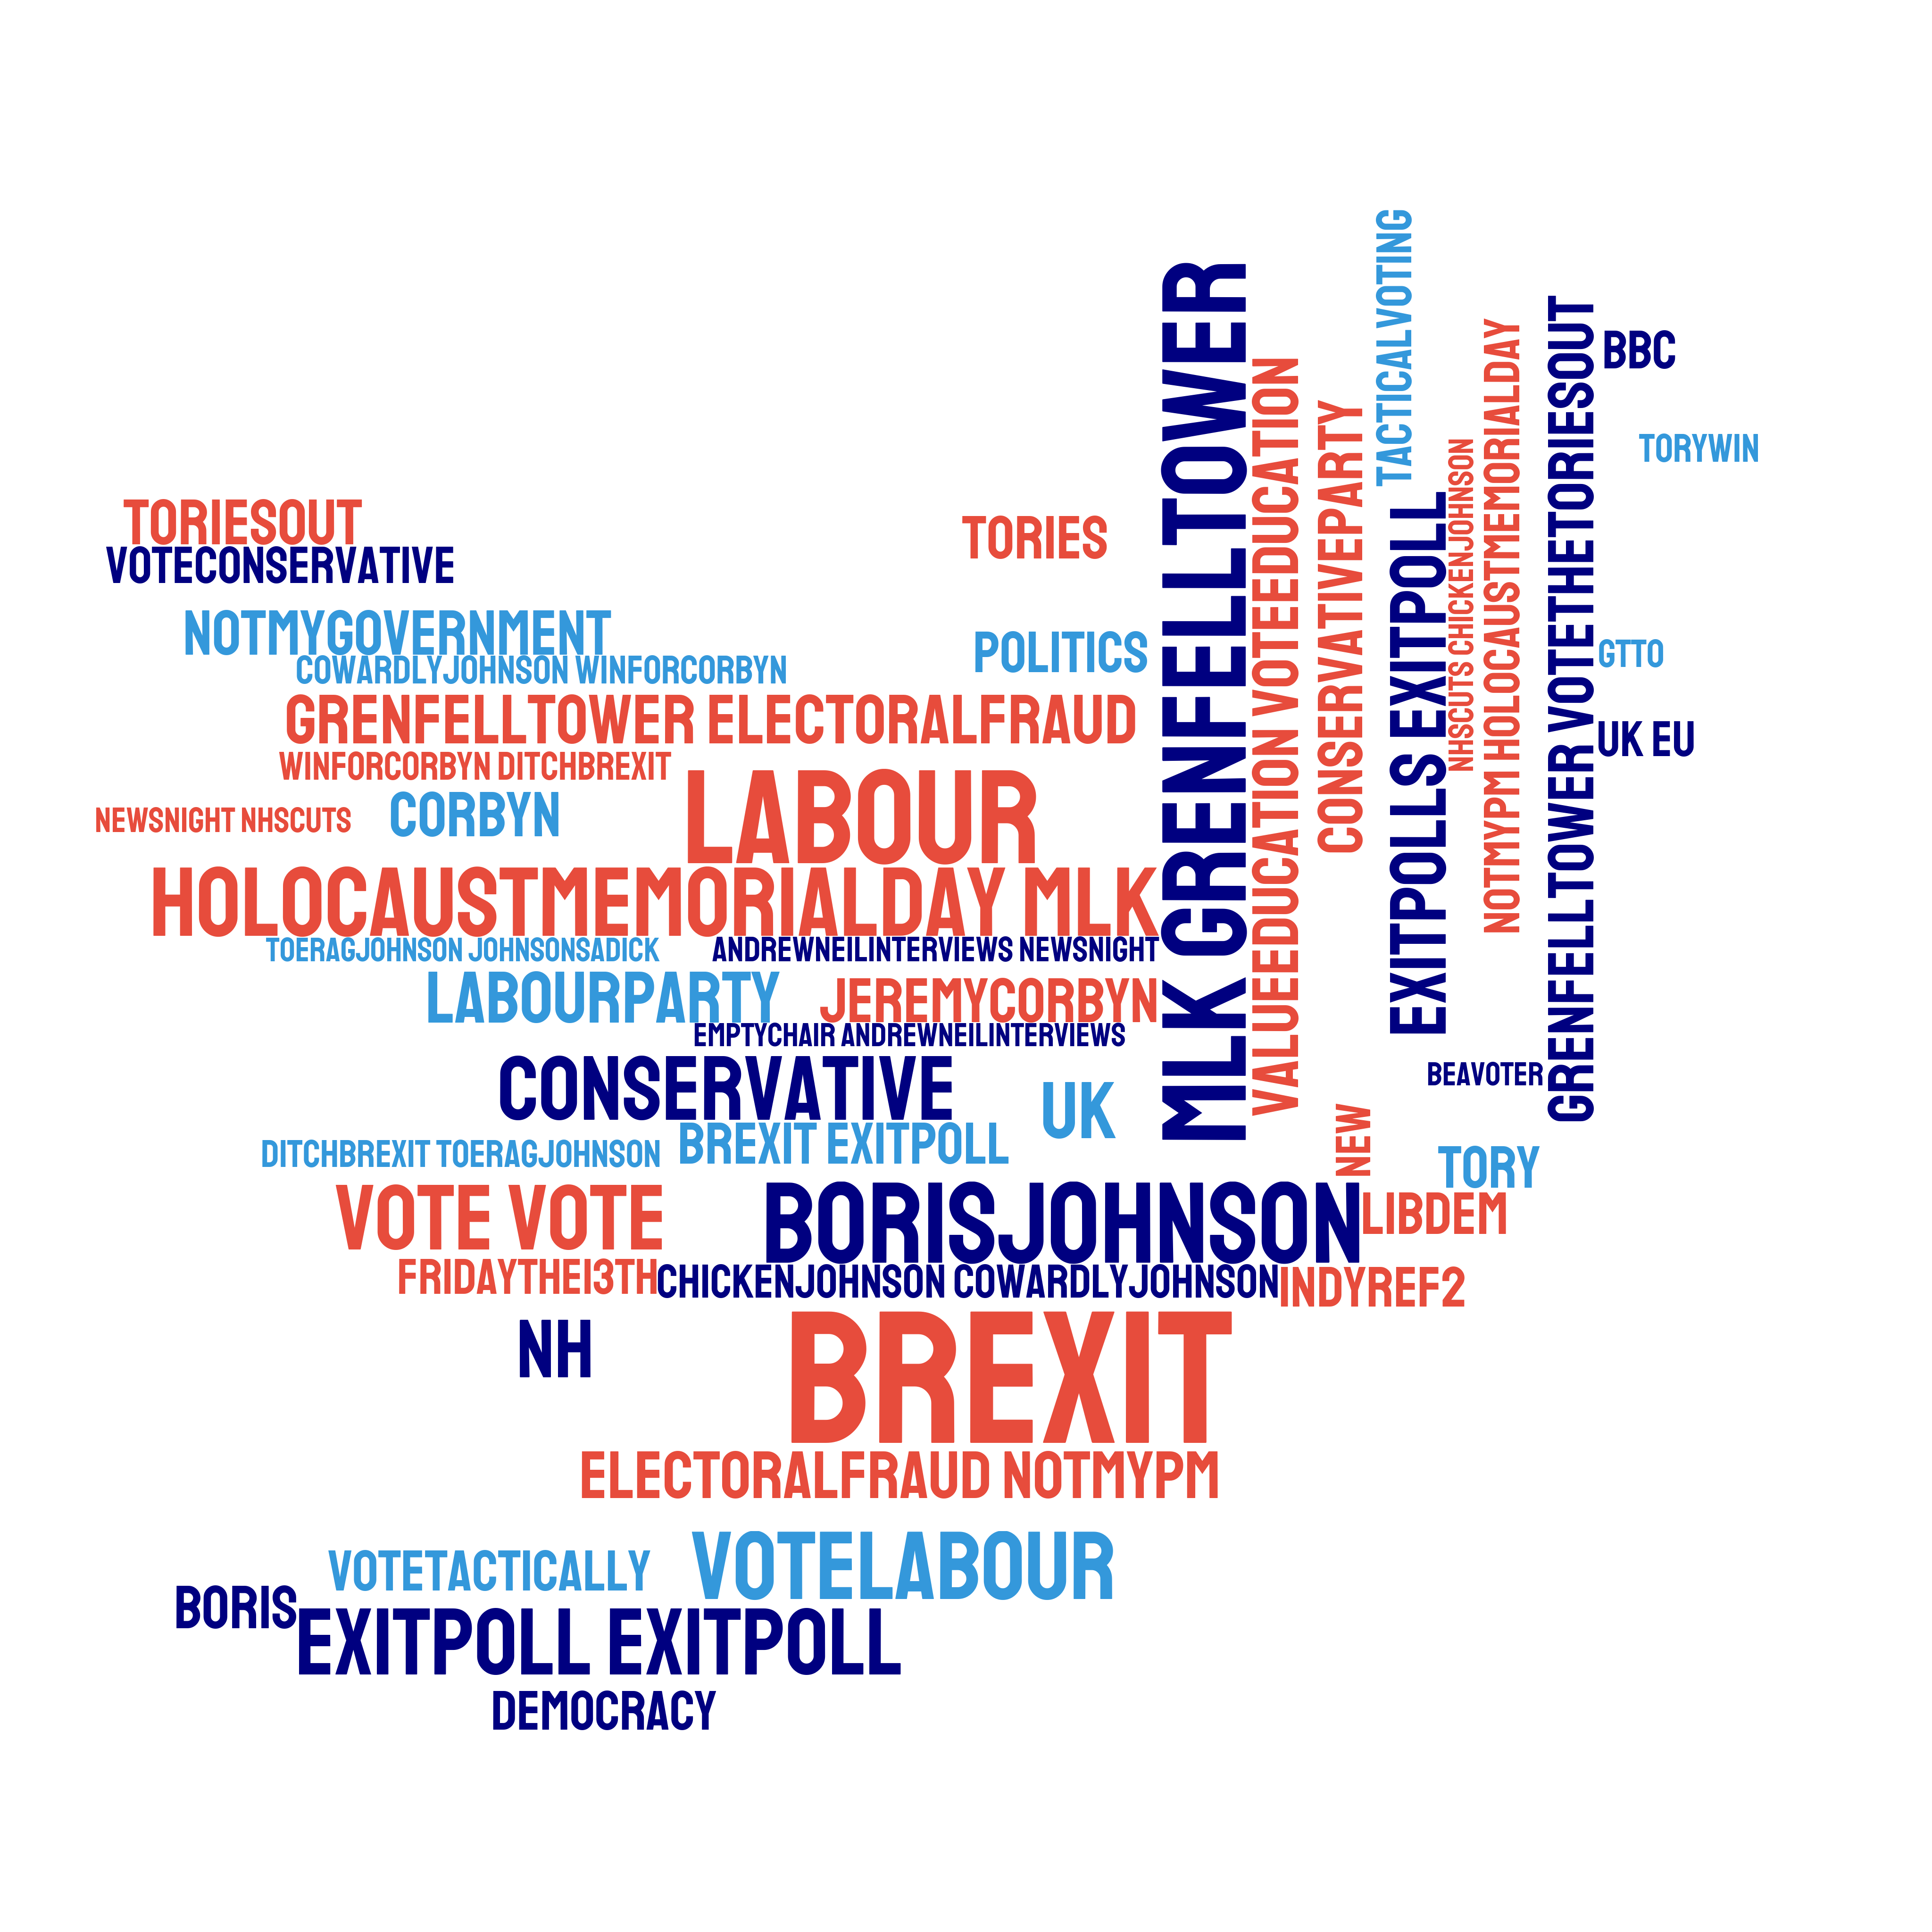 TORIESOUT
VOTECONSERVATIVE
NOTMYGOVERNMENT
COWARDLYJOHNSON WINFORCORBYN
GRENFELLTOWER ELECTORALFRAUD
WINFORCORBYN DITCHBREXIT
NEWSNIGHT NHSCUTS
CORBYN
TORIES
POLITICS
LABOUR
HOLOCAUSTMEMORIALDAY MLK
TOERAGJOHNSON JOHNSONSADICK
ANDREWNEILINTERVIEWS NEWSNIGHT
LABOURPARTY
JEREMYCORBYN
EMPTYCHAIR ANDREWNEILINTERVIEWS
CONSERVATIVE
UK
BREXIT EXITPOLL
DITCHBREXIT TOERAGJOHNSON
MLK GRENFELLTOWER
VALUEEDUCATION VOTEEDUCATION
CONSERVATIVEPARTY
TACTICALVOTING
EXITPOLLS EXITPOLL
NHSCUTS CHICKENJOHNSON
NOTMYPM HOLOCAUSTMEMORIALDAY
GRENFELLTOWER VOTETHETORIESOUT
BBC
TORYWIN
GTTO
UK EU
BEAVOTER
NEW
TORY
VOTE VOTE
BORISJOHNSON
LIBDEM
FRIDAYTHE13TH
CHICKENJOHNSON COWARDLYJOHNSON
INDYREF2
NH
BREXIT
ELECTORALFRAUD NOTMYPM
VOTETACTICALLY
VOTELABOUR
BORIS
EXITPOLL EXITPOLL
DEMOCRACY